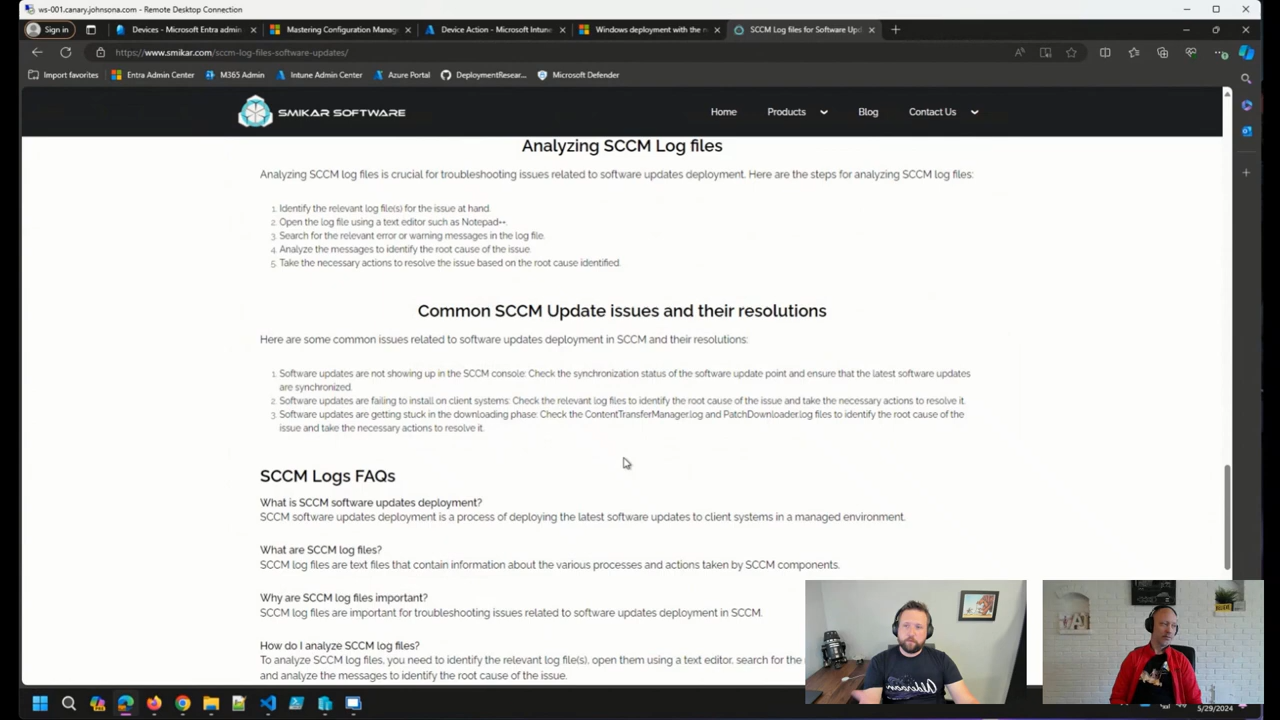 ws-001.canary.johnsona.com - Remote Desktop Connection
Sign in
Devices - Microsoft Entra admin
Mastering Configuration Manage
Device Action - Microsoft Intune
Windows deployment with the n
SCCM Log files for Software Upd
https://www.smikar.com/sccm-log-files-software-updates/
Import favorites
Entra Admin Center
M365 Admin
Intune Admin Center
Azure Portal
DeploymentResear...
Microsoft Defender
SMIKAR SOFTWARE
Home
Products
Blog
Contact Us
Analyzing SCCM Log files
Analyzing SCCM log files is crucial for troubleshooting issues related to software updates deployment. Here are the steps for analyzing SCCM log files:
1. Identify the relevant log file(s) for the issue at hand.
2. Open the log file using a text editor such as Notepad++.
3. Search for the relevant error or warning messages in the log file.
4. Analyze the messages to identify the root cause of the issue.
5. Take the necessary actions to resolve the issue based on the root cause identified.
Common SCCM Update issues and their resolutions
Here are some common issues related to software updates deployment in SCCM and their resolutions:
1. Software updates are not showing up in the SCCM console: Check the synchronization status of the software update point and ensure that the latest software updates
are synchronized.
2. Software updates are failing to install on client systems: Check the relevant log files to identify the root cause of the issue and take the necessary actions to resolve it.
3. Software updates are getting stuck in the downloading phase: Check the ContentTransferManager.log and PatchDownloader.log files to identify the root cause of the
issue and take the necessary actions to resolve it.
SCCM Logs FAQs
What is SCCM software updates deployment?
SCCM software updates deployment is a process of deploying the latest software updates to client systems in a managed environment.
What are SCCM log files?
SCCM log files are text files that contain information about the various processes and actions taken by SCCM components.
Why are SCCM log files important?
SCCM log files are important for troubleshooting issues related to software updates deployment in SCCM.
How do I analyze SCCM log files?
To analyze SCCM log files, you need to identify the relevant log file(s), open them using a text editor, search for the
and analyze the messages to identify the root cause of the issue.
5/29/2024